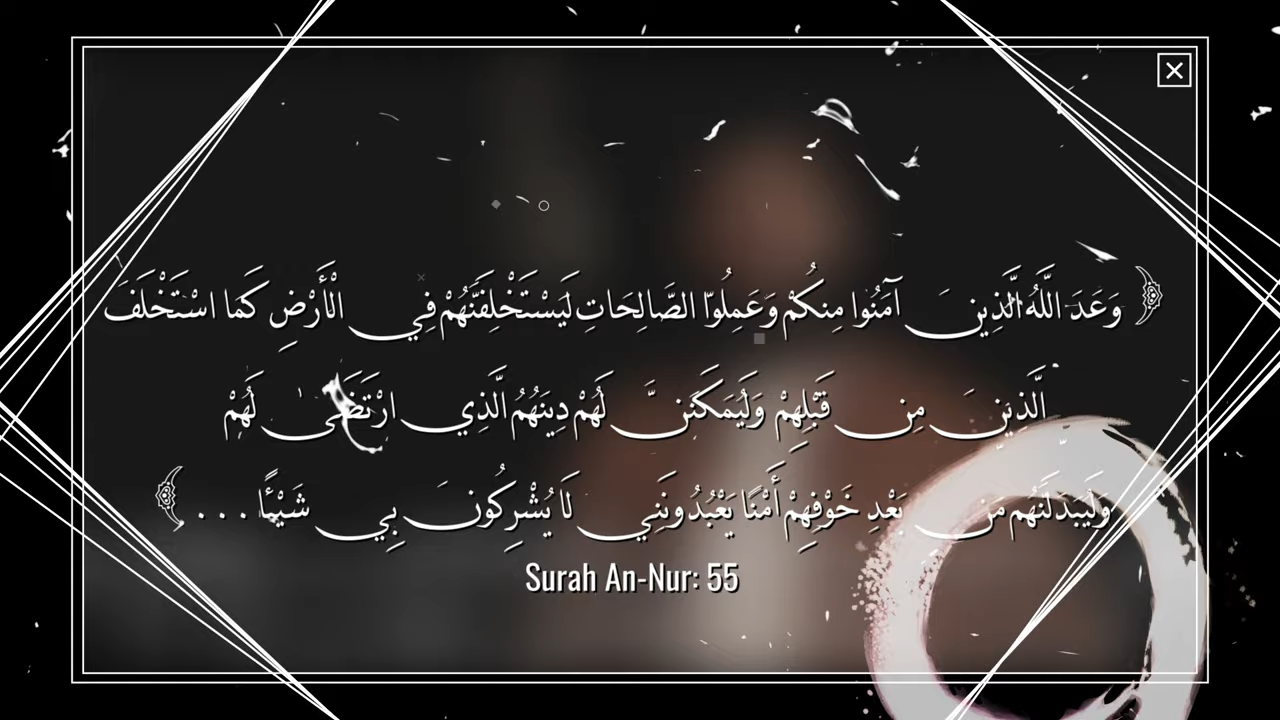 ﴿وَعَدَ اللَّهُ الَّذِينَ آمَنُوا مِنكُمْ وَعَمِلُوا الصَّالِحَاتِ لَيَسْتَخْلِفَنَّهُمْ فِي الْأَرْضِ كَمَا اسْتَخْلَفَ
الَّذِينَ مِن قَبْلِهِمْ وَلَيُمَكِّنَنَّ لَهُمْ دِينَهُمُ الَّذِي ارْتَضَىٰ لَهُمْ
وَلَيُبَدِّلَنَّهُم مِّن بَعْدِ خَوْفِهِمْ أَمْنًا يَعْبُدُونَنِي لَا يُشْرِكُونَ بِي شَيْئًا . . . ﴾
Surah An-Nur: 55